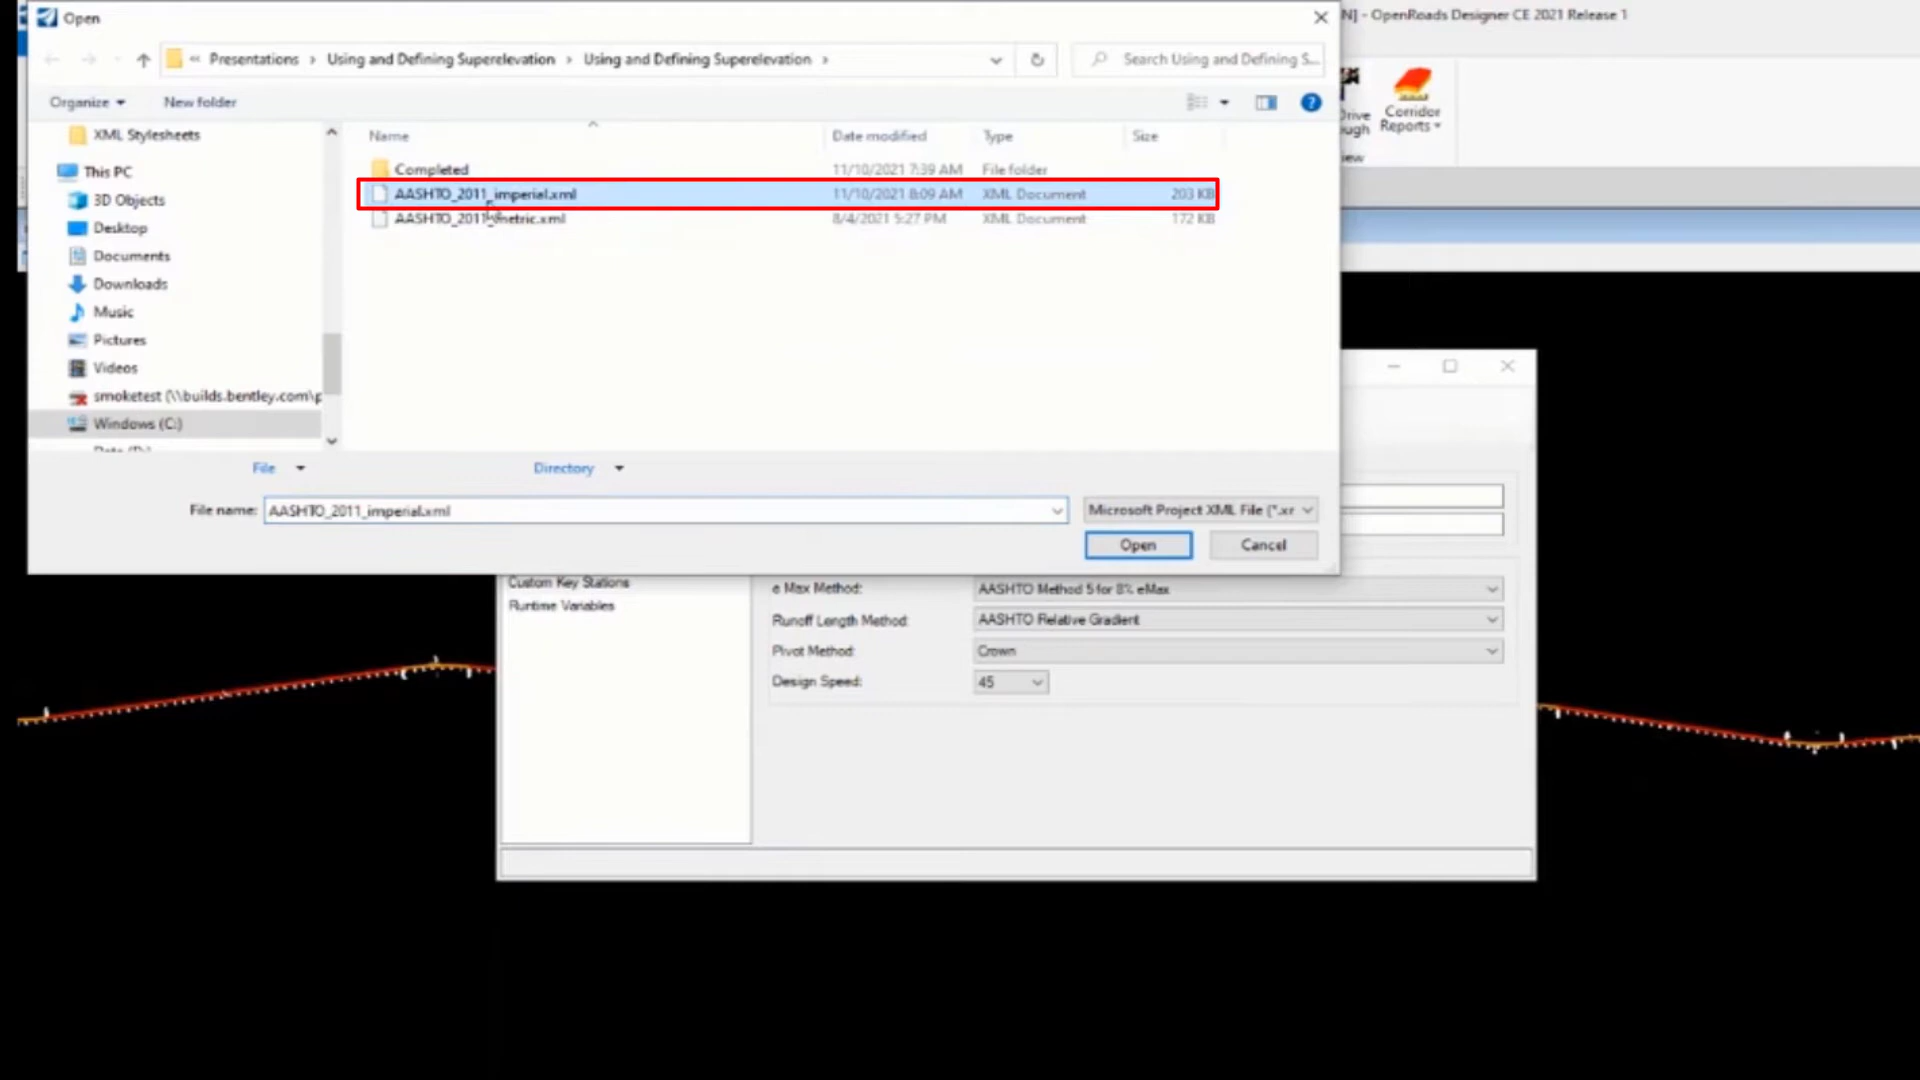 Open
N] - OpenRoads Designer CE 2021 Release 1
« Presentations › Using and Defining Superelevation › Using and Defining Superelevation ›
Search Using and Defining S...
Organize
New folder
Corridor
Reports
XML Stylesheets
This PC
3D Objects
Desktop
Documents
Downloads
Music
Pictures
Videos
smoketest (\\builds.bentley.com\p
Windows (C:)
Name Date modified Type Size
Completed 11/10/2021 7:39 AM File folder
AASHTO_2011_imperial.xml 11/10/2021 8:09 AM XML Document 203 KB
AASHTO_2011_metric.xml 8/4/2021 5:27 PM XML Document 172 KB
File
Directory
File name: AASHTO_2011_imperial.xml
Microsoft Project XML File (*.xr
Open
Cancel
Custom Key Stations
Runtime Variables
e Max Method: AASHTO Method 5 for 8% eMax
Runoff Length Method: AASHTO Relative Gradient
Pivot Method: Crown
Design Speed: 45